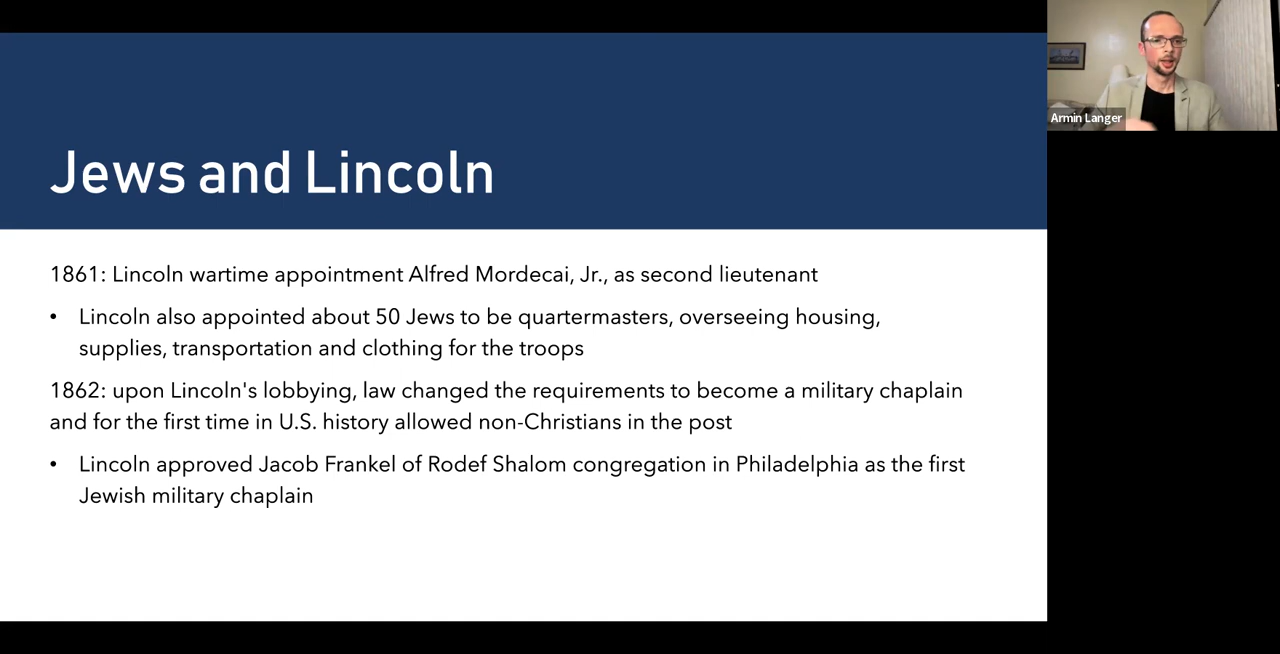 Jews and Lincoln
1861: Lincoln wartime appointment Alfred Mordecai, Jr., as second lieutenant
• Lincoln also appointed about 50 Jews to be quartermasters, overseeing housing,
supplies, transportation and clothing for the troops
1862: upon Lincoln's lobbying, law changed the requirements to become a military chaplain
and for the first time in U.S. history allowed non-Christians in the post
• Lincoln approved Jacob Frankel of Rodef Shalom congregation in Philadelphia as the first
Jewish military chaplain
Armin Langer